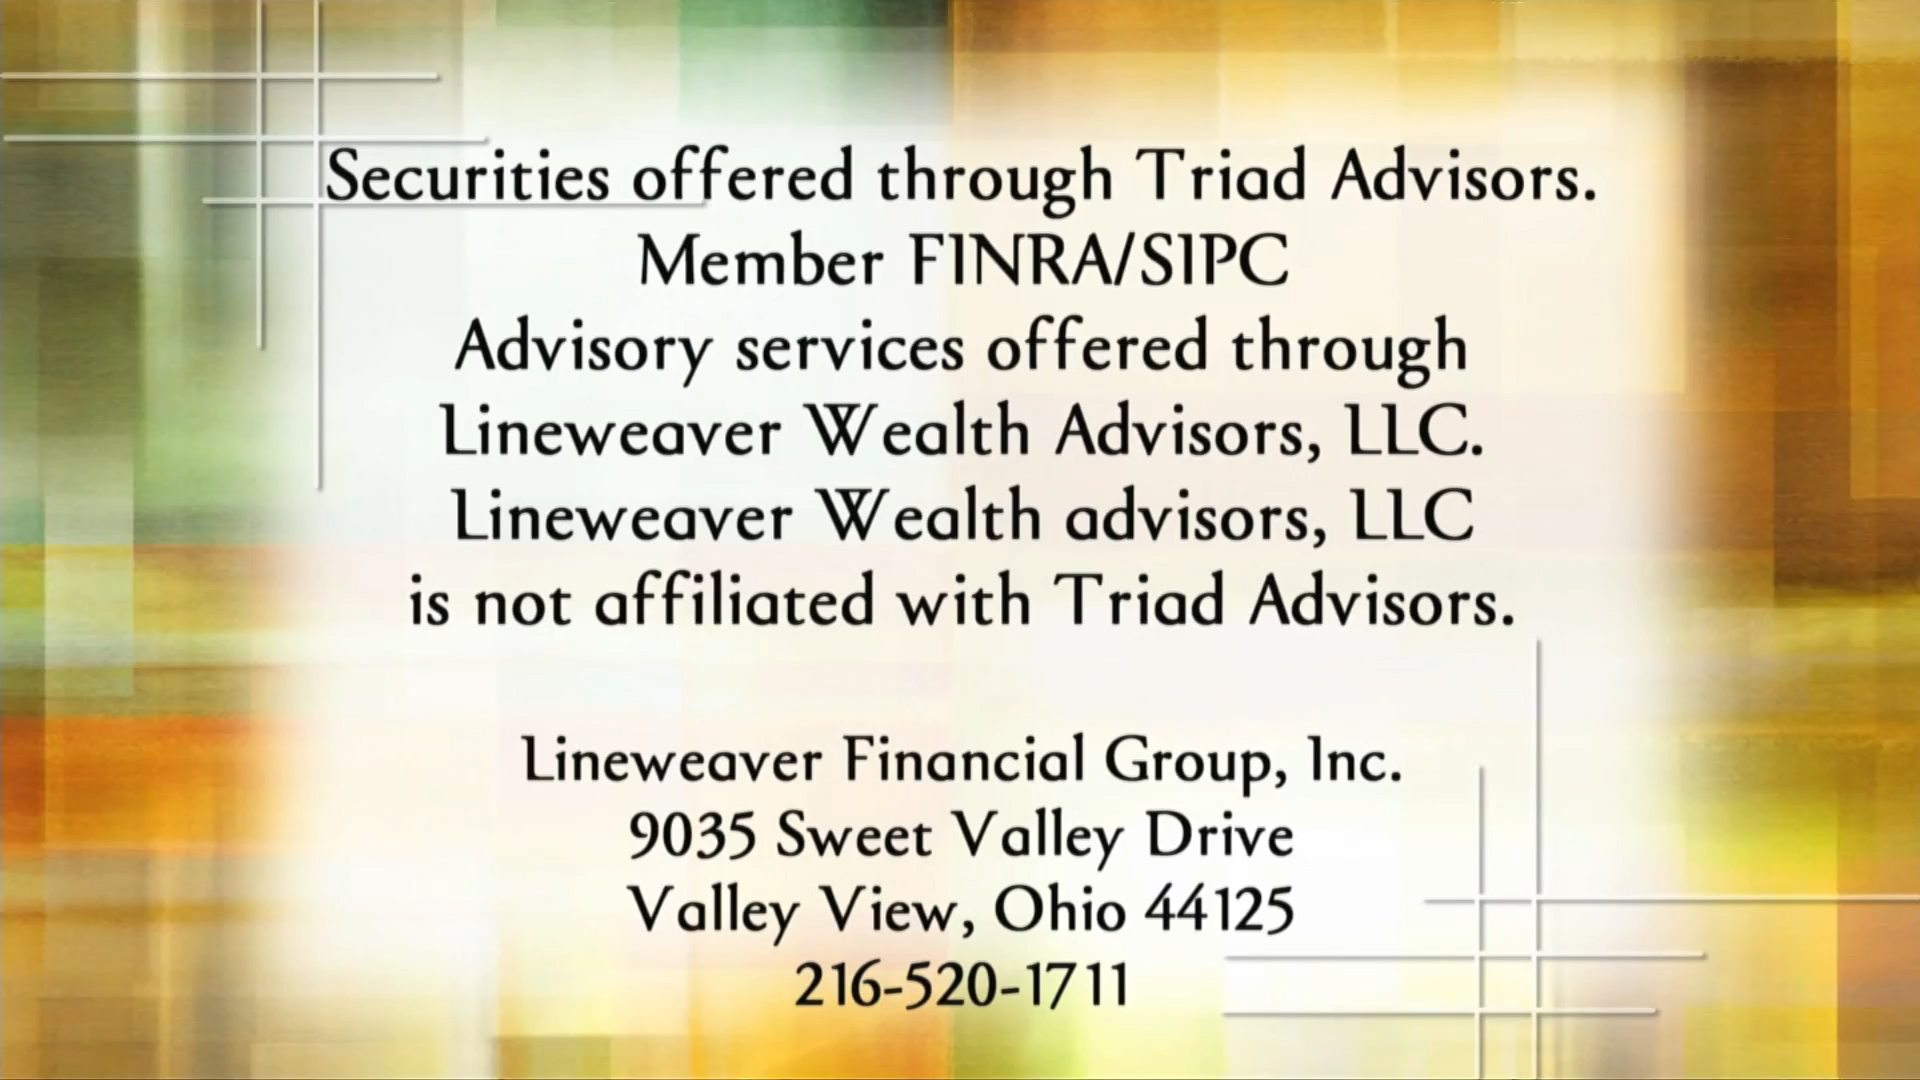 Securities offered through Triad Advisors.
Member FINRA/SIPC
Advisory services offered through
Lineweaver Wealth Advisors, LLC.
Lineweaver Wealth advisors, LLC
is not affiliated with Triad Advisors.
Lineweaver Financial Group, Inc.
9035 Sweet Valley Drive
Valley View, Ohio 44125
216-520-1711